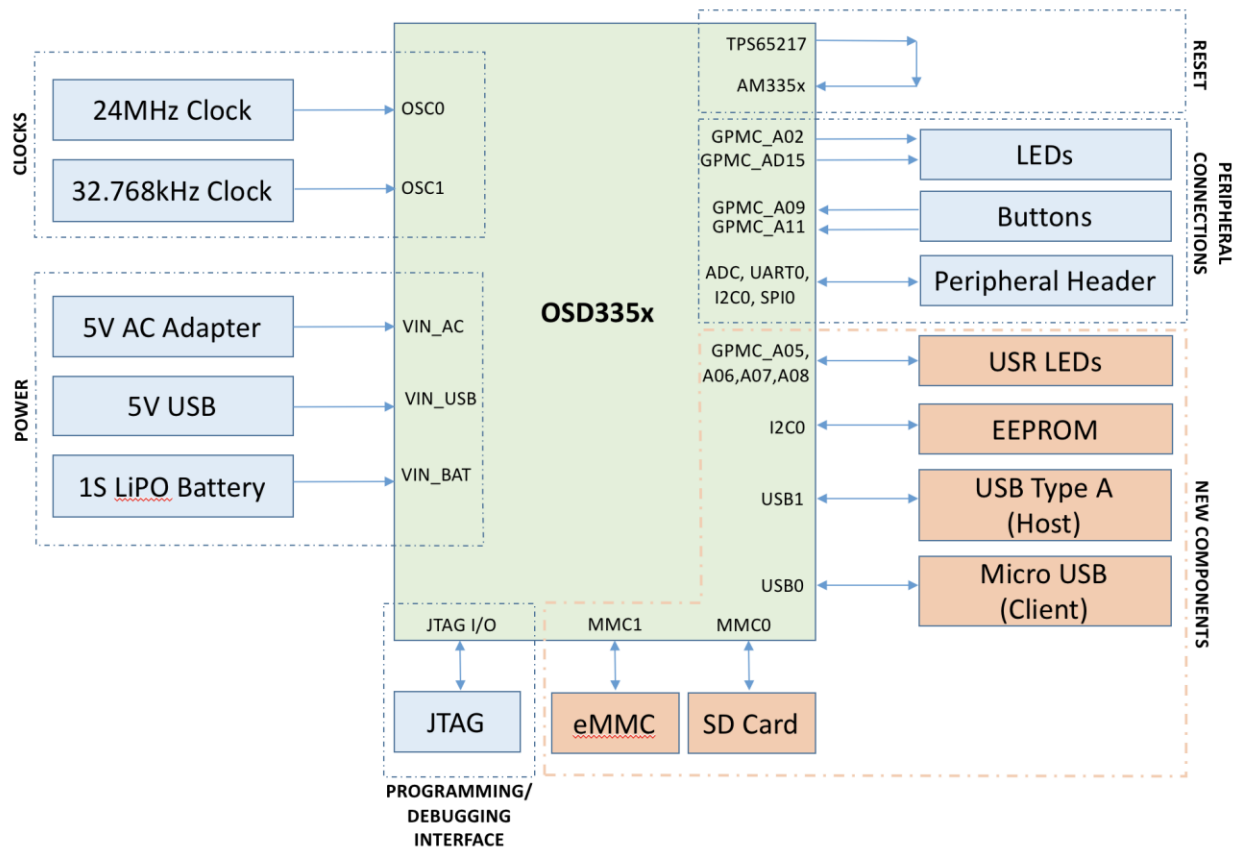 CLOCKS
24MHz Clock
OSC0
32.768kHz Clock
OSC1
POWER
5V AC Adapter
VIN_AC
5V USB
VIN_USB
1S LiPO Battery
VIN_BAT
OSD335x
TPS65217
AM335x
RESET
GPMC_A02
GPMC_AD15
LEDs
GPMC_A09
GPMC_A11
Buttons
ADC, UART0,
I2C0, SPI0
Peripheral Header
PERIPHERAL
CONNECTIONS
GPMC_A05,
A06,A07,A08
USR LEDs
I2C0
EEPROM
USB1
USB Type A
(Host)
USB0
Micro USB
(Client)
NEW COMPONENTS
JTAG I/O
MMC1
MMC0
JTAG
eMMC
SD Card
PROGRAMMING/
DEBUGGING
INTERFACE